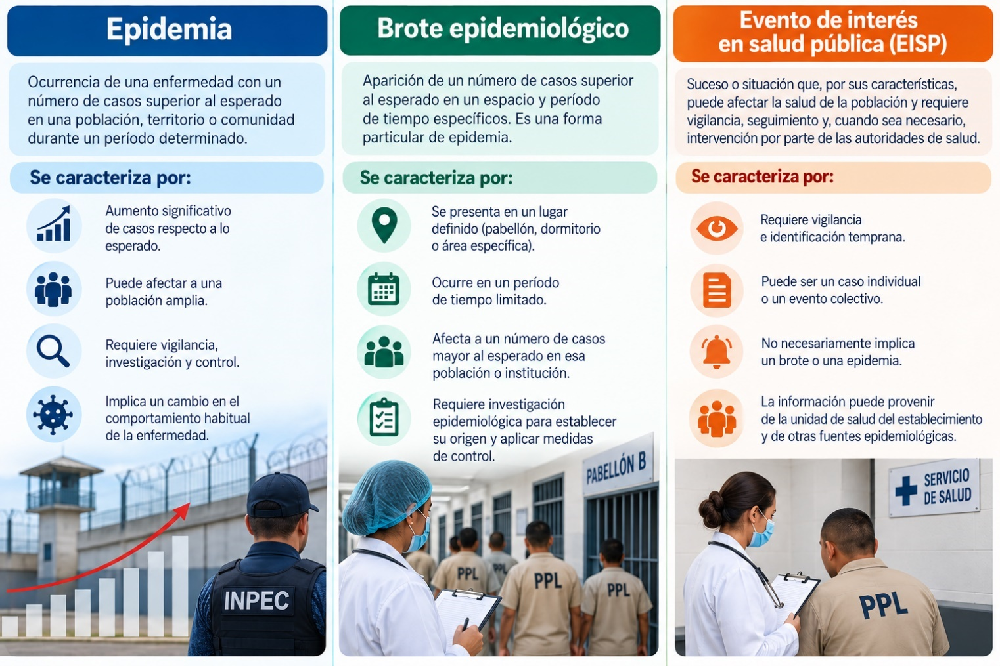 Epidemia
Ocurrencia de una enfermedad con un
número de casos superior al esperado
en una población, territorio o comunidad
durante un período determinado.
Se caracteriza por:
Aumento significativo
de casos respecto a lo
esperado.
Puede afectar a una
población amplia.
Requiere vigilancia,
investigación y control.
Implica un cambio en el
comportamiento habitual
de la enfermedad.
INPEC
Brote epidemiológico
Aparición de un número de casos superior
al esperado en un espacio y período
de tiempo específicos. Es una forma
particular de epidemia.
Se caracteriza por:
Se presenta en un lugar
definido (pabellón, dormitorio
o área específica).
Ocurre en un período
de tiempo limitado.
Afecta a un número de casos
mayor al esperado en esa
población o institución.
Requiere investigación
epidemiológica para establecer
su origen y aplicar medidas
de control.
PABELLÓN B
PPL
PPL
PPL
PPL
Evento de interés
en salud pública (EISP)
Suceso o situación que, por sus características,
puede afectar la salud de la población y requiere
vigilancia, seguimiento y, cuando sea necesario,
intervención por parte de las autoridades de salud.
Se caracteriza por:
Requiere vigilancia
e identificación temprana.
Puede ser un caso individual
o un evento colectivo.
No necesariamente implica
un brote o una epidemia.
La información puede provenir
de la unidad de salud del establecimiento
y de otras fuentes epidemiológicas.
SERVICIO
DE SALUD
PPL